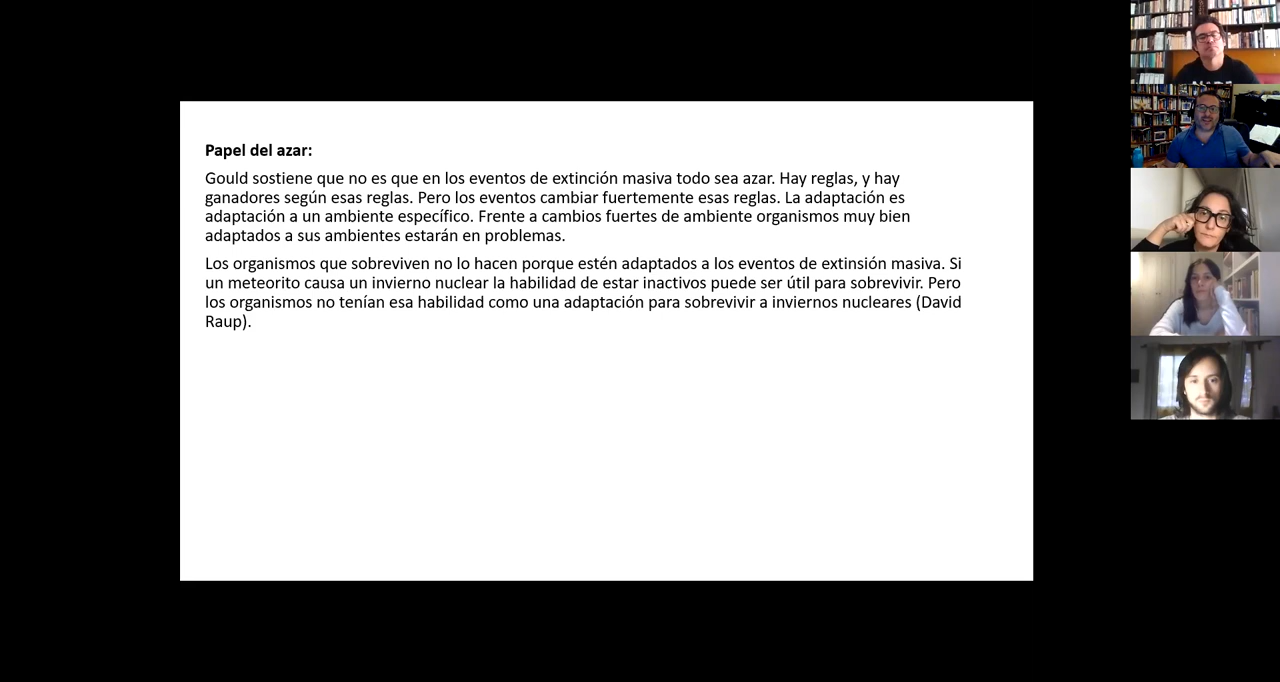 Papel del azar:
Gould sostiene que no es que en los eventos de extinción masiva todo sea azar. Hay reglas, y hay
ganadores según esas reglas. Pero los eventos cambiar fuertemente esas reglas. La adaptación es
adaptación a un ambiente específico. Frente a cambios fuertes de ambiente organismos muy bien
adaptados a sus ambientes estarán en problemas.
Los organismos que sobreviven no lo hacen porque estén adaptados a los eventos de extinsión masiva. Si
un meteorito causa un invierno nuclear la habilidad de estar inactivos puede ser útil para sobrevivir. Pero
los organismos no tenían esa habilidad como una adaptación para sobrevivir a inviernos nucleares (David
Raup).